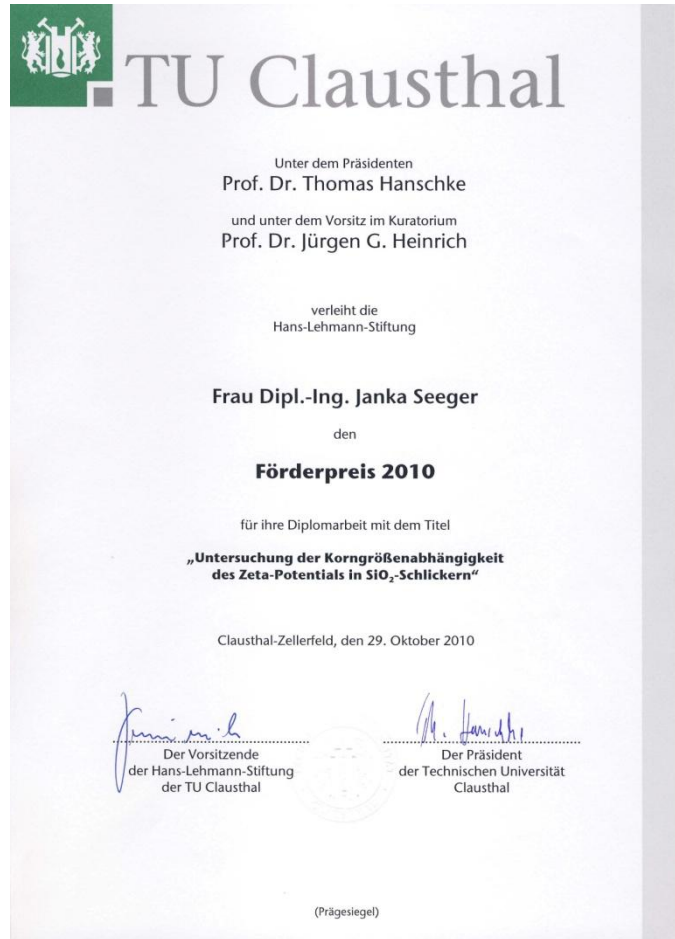 TU Clausthal
Unter dem Präsidenten
Prof. Dr. Thomas Hanschke
und unter dem Vorsitz im Kuratorium
Prof. Dr. Jürgen G. Heinrich
verleiht die
Hans-Lehmann-Stiftung
Frau Dipl.-Ing. Janka Seeger
den
Förderpreis 2010
für ihre Diplomarbeit mit dem Titel
„Untersuchung der Korngrößenabhängigkeit
des Zeta-Potentials in SiO₂-Schlickern“
Clausthal-Zellerfeld, den 29. Oktober 2010
Der Vorsitzende
der Hans-Lehmann-Stiftung
der TU Clausthal
Der Präsident
der Technischen Universität
Clausthal
(Prägesiegel)